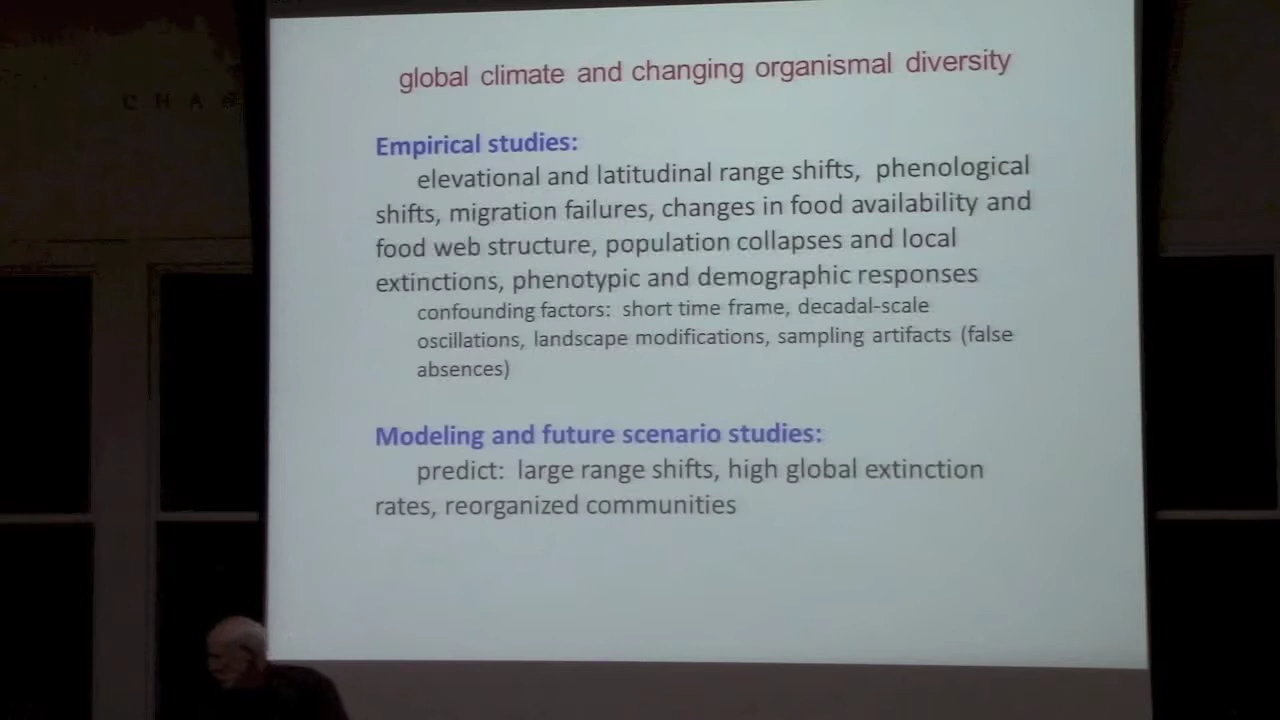 CHA
global climate and changing organismal diversity
Empirical studies:
elevational and latitudinal range shifts, phenological
shifts, migration failures, changes in food availability and
food web structure, population collapses and local
extinctions, phenotypic and demographic responses
confounding factors: short time frame, decadal-scale
oscillations, landscape modifications, sampling artifacts (false
absences)
Modeling and future scenario studies:
predict: large range shifts, high global extinction
rates, reorganized communities